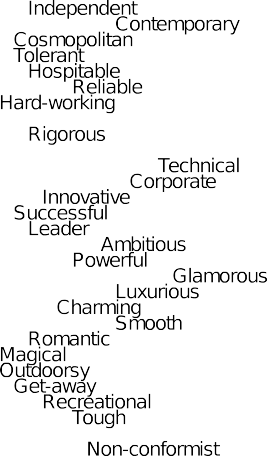 Independent
Contemporary
Cosmopolitan
Tolerant
Hospitable
Reliable
Hard-working
Rigorous
Technical
Corporate
Innovative
Successful
Leader
Ambitious
Powerful
Glamorous
Luxurious
Charming
Smooth
Romantic
Magical
Outdoorsy
Get-away
Recreational
Tough
Non-conformist